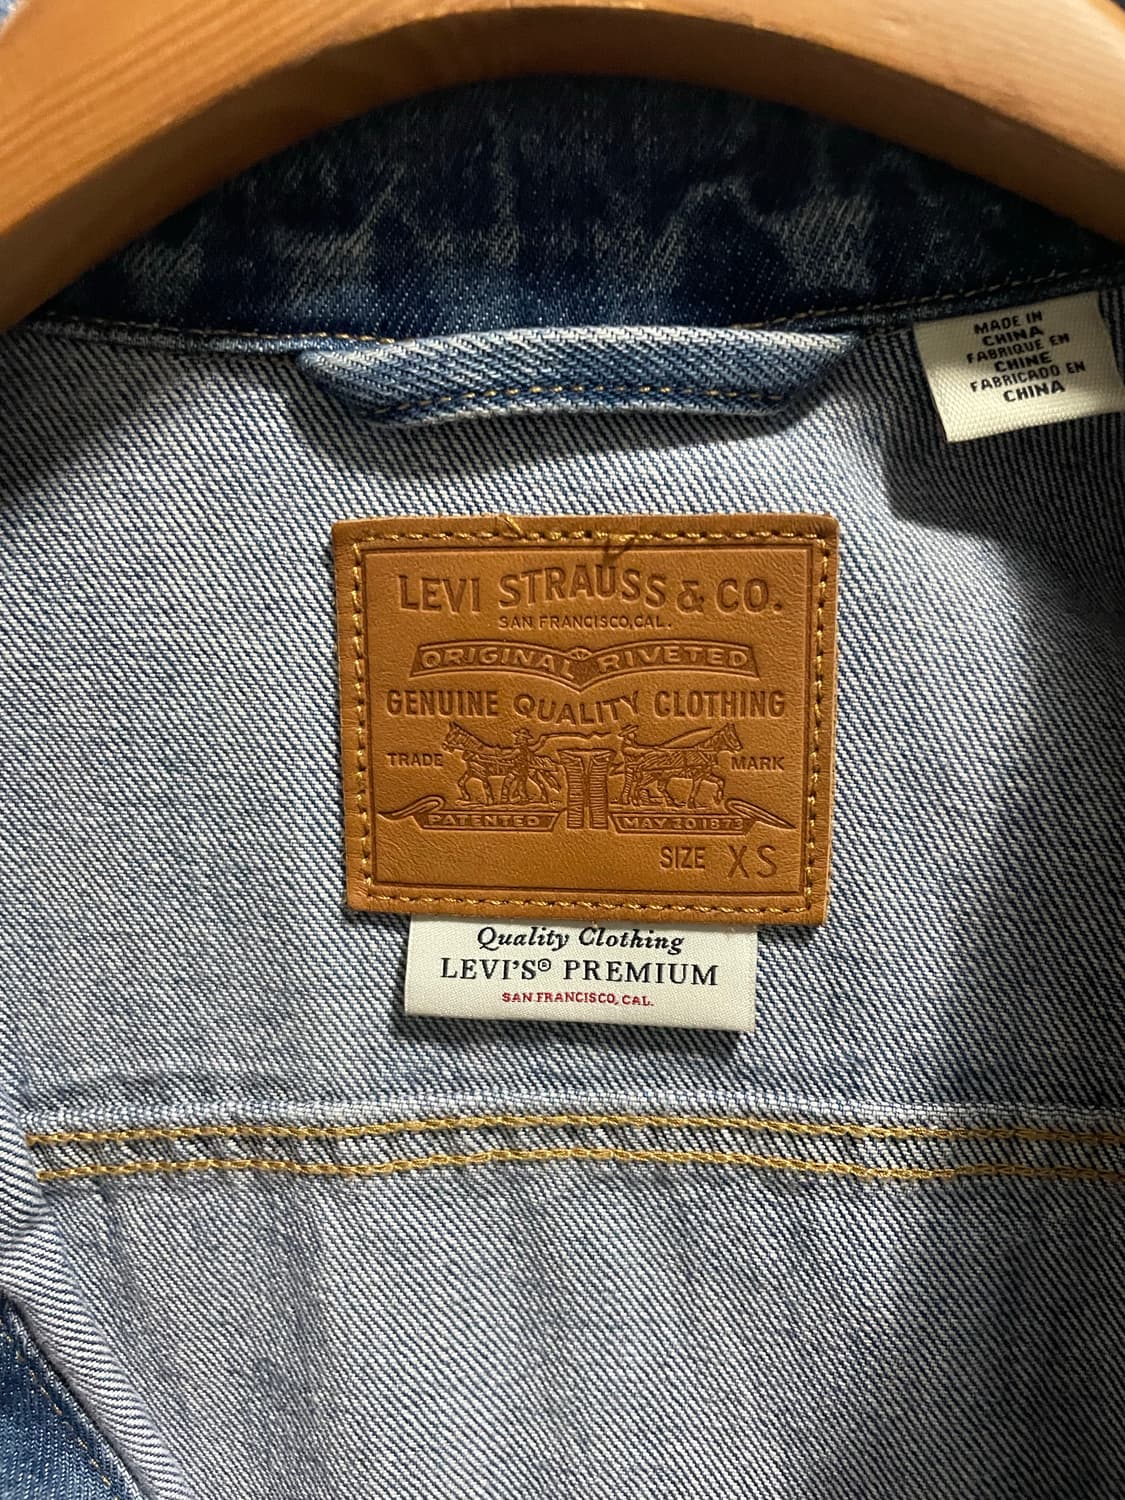 MADE IN
CHINA
FABRIQUE EN
CHINE
FABRICADO EN
CHINA
LEVI STRAUSS & CO.
SAN FRANCISCO, CAL.
ORIGINAL RIVETED
GENUINE QUALITY CLOTHING
TRADE MARK
PATENTED MAY 20 1873
SIZE XS
Quality Clothing
LEVI'S® PREMIUM
SAN FRANCISCO, CAL.